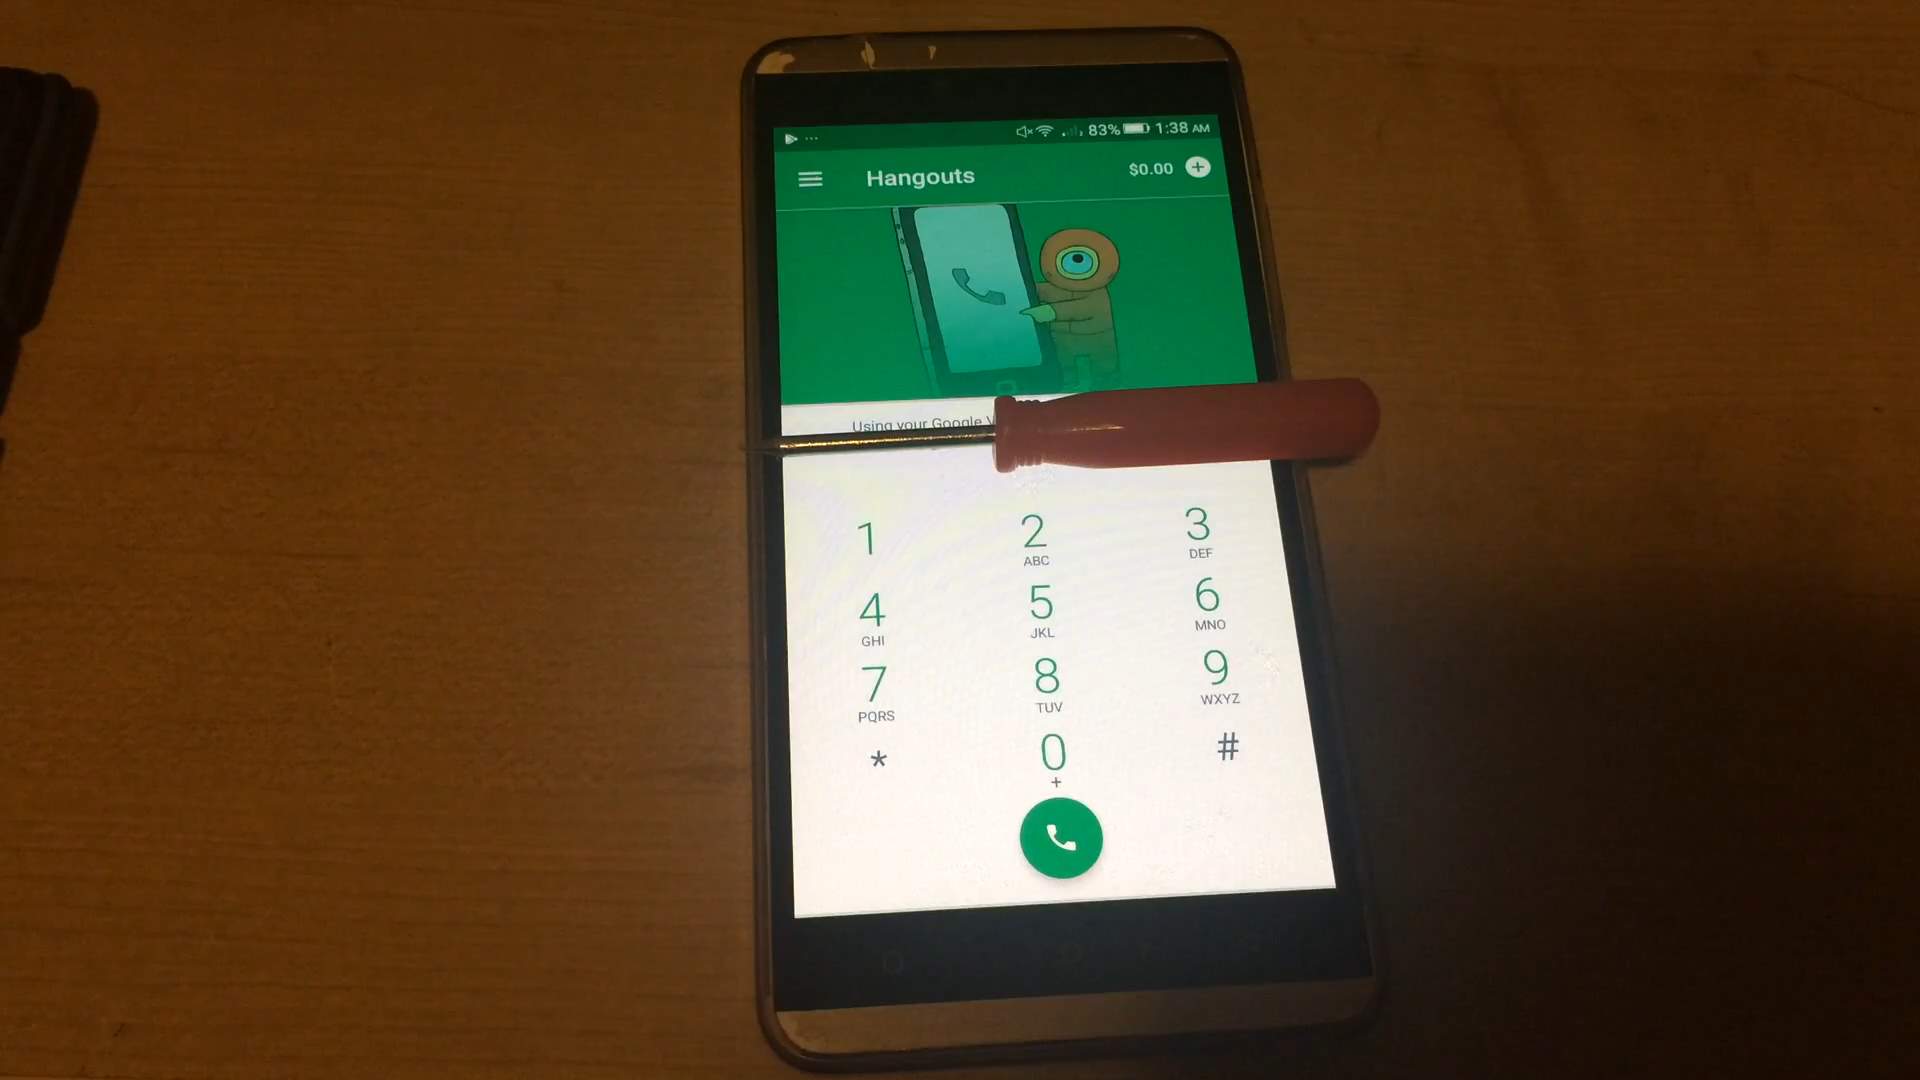 83% 1:38 AM
Hangouts $0.00 +
Using your Google
1 2 3
ABC DEF
4 5 6
GHI JKL MNO
7 8 9
PQRS TUV WXYZ
* 0 #
+